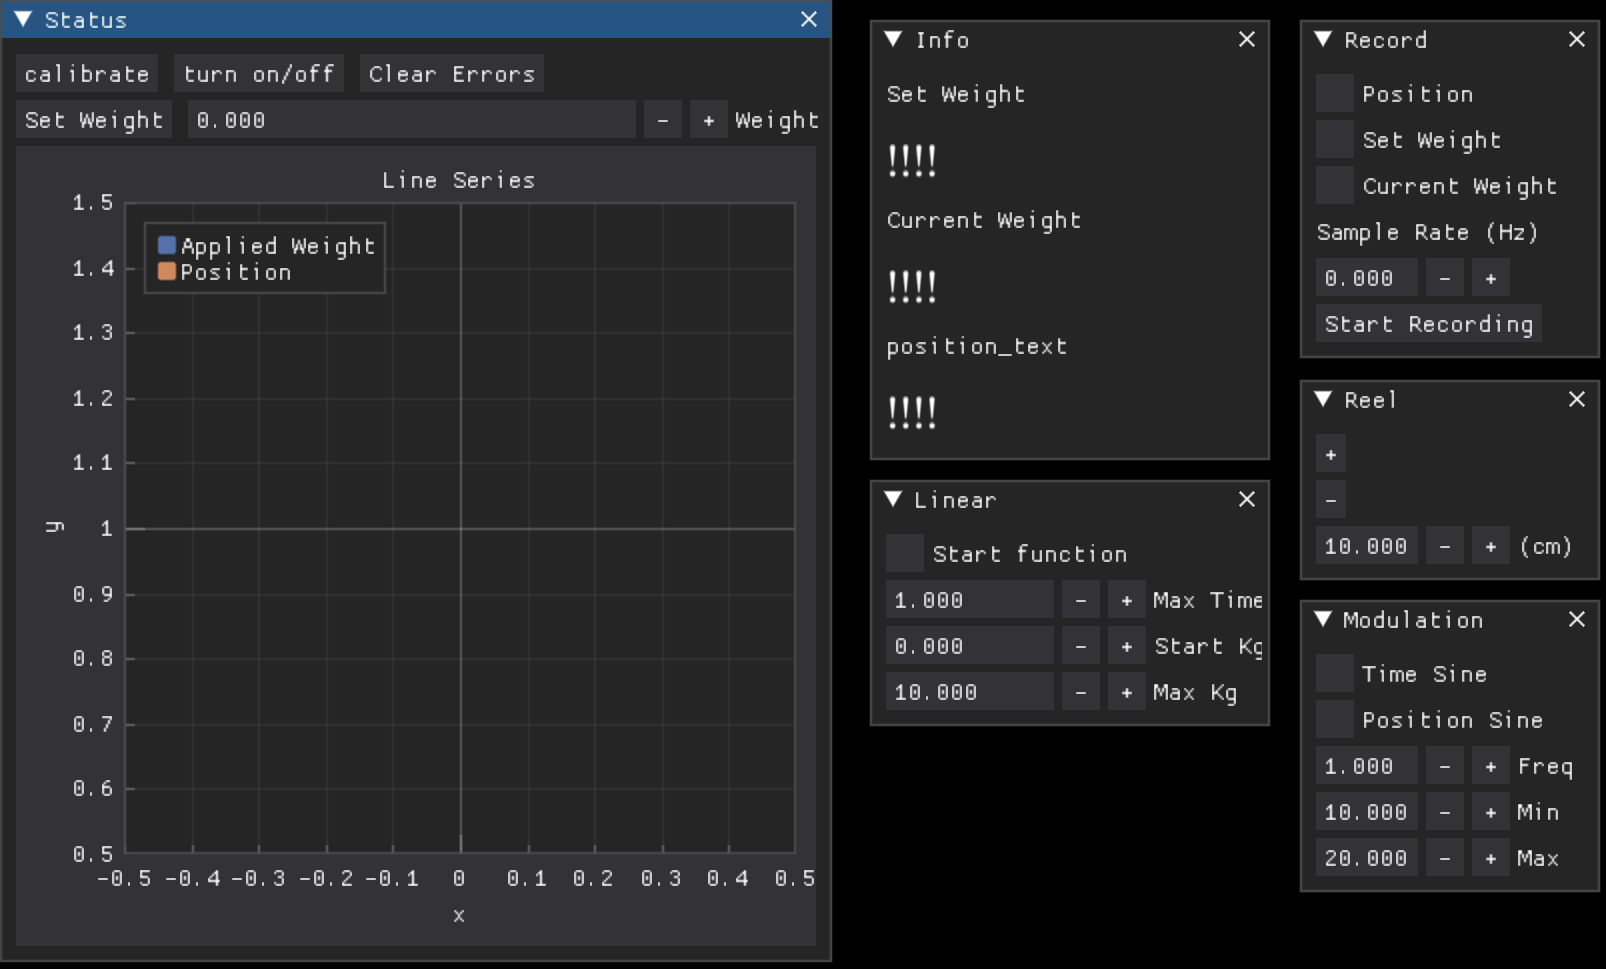 Status
calibrate turn on/off Clear Errors
Set Weight 0.000 - + Weight
Line Series
Applied Weight
Position
1.5
1.4
1.3
1.2
1.1
1
0.9
0.8
0.7
0.6
0.5
y
-0.5 -0.4 -0.3 -0.2 -0.1 0 0.1 0.2 0.3 0.4 0.5
x
Info
Set Weight
!!!!
Current Weight
!!!!
position_text
!!!!
Linear
Start function
1.000 - + Max Time
0.000 - + Start Kg
10.000 - + Max Kg
Record
Position
Set Weight
Current Weight
Sample Rate (Hz)
0.000 - +
Start Recording
Reel
+
-
10.000 - + (cm)
Modulation
Time Sine
Position Sine
1.000 - + Freq
10.000 - + Min
20.000 - + Max